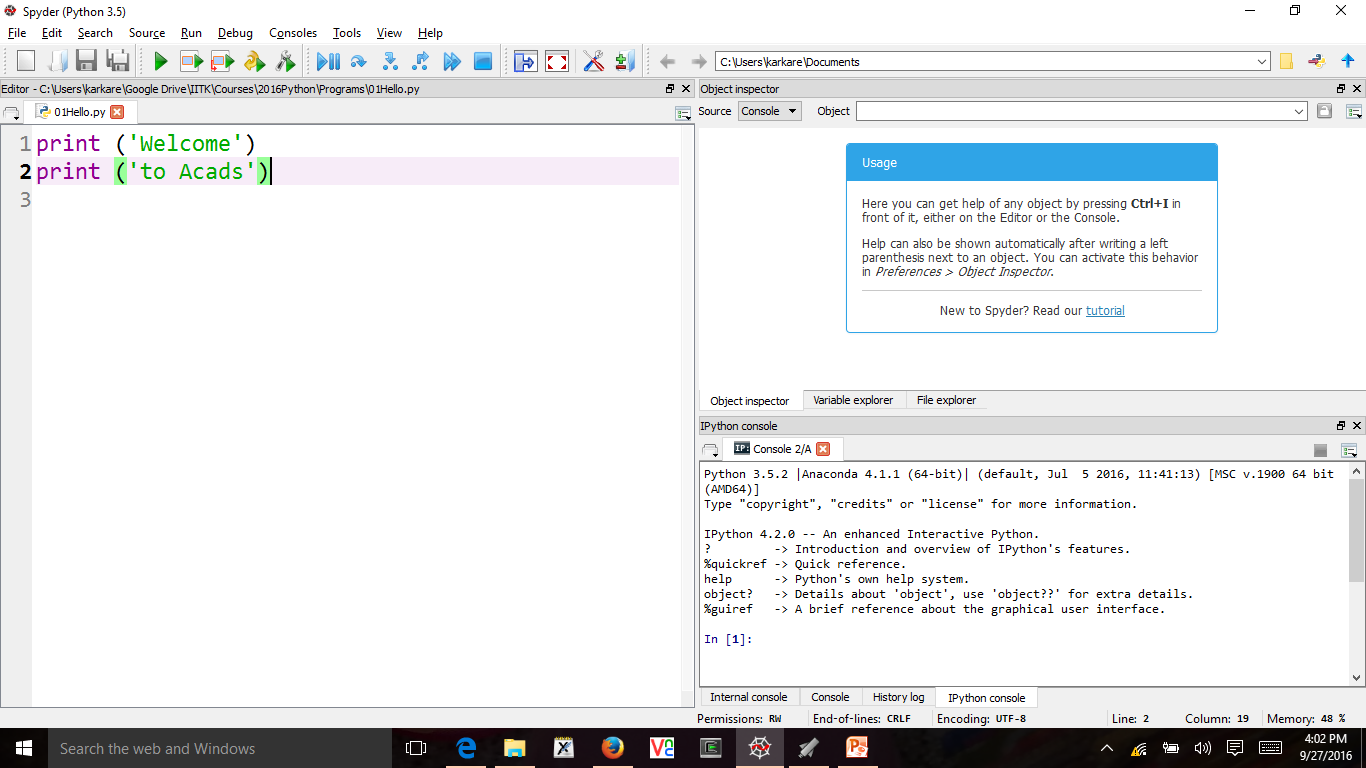 Spyder (Python 3.5)
File Edit Search Source Run Debug Consoles Tools View Help
C:\Users\karkare\Documents
Editor - C:\Users\karkare\Google Drive\IITK\Courses\2016Python\Programs\01Hello.py
01Hello.py
1 print ('Welcome')
2 print ('to Acads')
3
Object inspector
Source Console Object
Usage
Here you can get help of any object by pressing Ctrl+I in
front of it, either on the Editor or the Console.
Help can also be shown automatically after writing a left
parenthesis next to an object. You can activate this behavior
in Preferences > Object Inspector.
New to Spyder? Read our tutorial
Object inspector Variable explorer File explorer
IPython console
IP: Console 2/A
Python 3.5.2 |Anaconda 4.1.1 (64-bit)| (default, Jul  5 2016, 11:41:13) [MSC v.1900 64 bit
(AMD64)]
Type "copyright", "credits" or "license" for more information.
IPython 4.2.0 -- An enhanced Interactive Python.
?         -> Introduction and overview of IPython's features.
%quickref -> Quick reference.
help      -> Python's own help system.
object?   -> Details about 'object', use 'object??' for extra details.
%guiref   -> A brief reference about the graphical user interface.
In [1]:
Internal console Console History log IPython console
Permissions: RW End-of-lines: CRLF Encoding: UTF-8 Line: 2 Column: 19 Memory: 48 %
Search the web and Windows
4:02 PM
9/27/2016